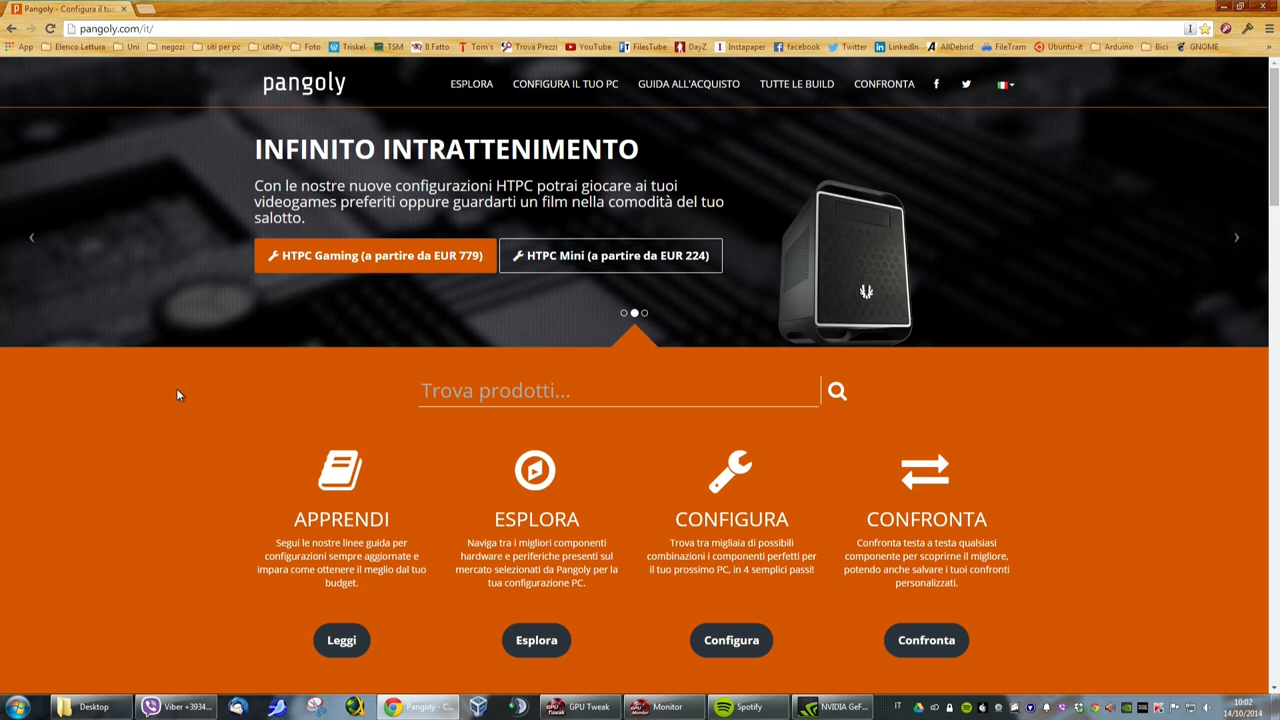 Pangoly - Configura il tuo
pangoly.com/it/
App
Elenco Lettura
Uni
negozi
siti per pc
utility
Foto
Triskel
TSM
Il Fatto
Tom's
Trova Prezzi
YouTube
FilesTube
DayZ
Instapaper
facebook
Twitter
LinkedIn
AllDebrid
FileTram
Ubuntu-it
Arduino
Bici
GNOME
»
pangoly
ESPLORA
CONFIGURA IL TUO PC
GUIDA ALL'ACQUISTO
TUTTE LE BUILD
CONFRONTA
INFINITO INTRATTENIMENTO
Con le nostre nuove configurazioni HTPC potrai giocare ai tuoi
videogames preferiti oppure guardarti un film nella comodità del tuo
salotto.
HTPC Gaming (a partire da EUR 779)
HTPC Mini (a partire da EUR 224)
Trova prodotti...
APPRENDI
Segui le nostre linee guida per
configurazioni sempre aggiornate e
impara come ottenere il meglio dal tuo
budget.
Leggi
ESPLORA
Naviga tra i migliori componenti
hardware e periferiche presenti sul
mercato selezionati da Pangoly per la
tua configurazione PC.
Esplora
CONFIGURA
Trova tra migliaia di possibili
combinazioni i componenti perfetti per
il tuo prossimo PC, in 4 semplici passi!
Configura
CONFRONTA
Confronta testa a testa qualsiasi
componente per scoprirne il migliore,
potendo anche salvare i tuoi confronti
personalizzati.
Confronta
Desktop
Viber +3934...
Pangoly - C...
GPU Tweak
Monitor
Spotify
NVIDIA GeF...
IT
10:02
14/10/2014